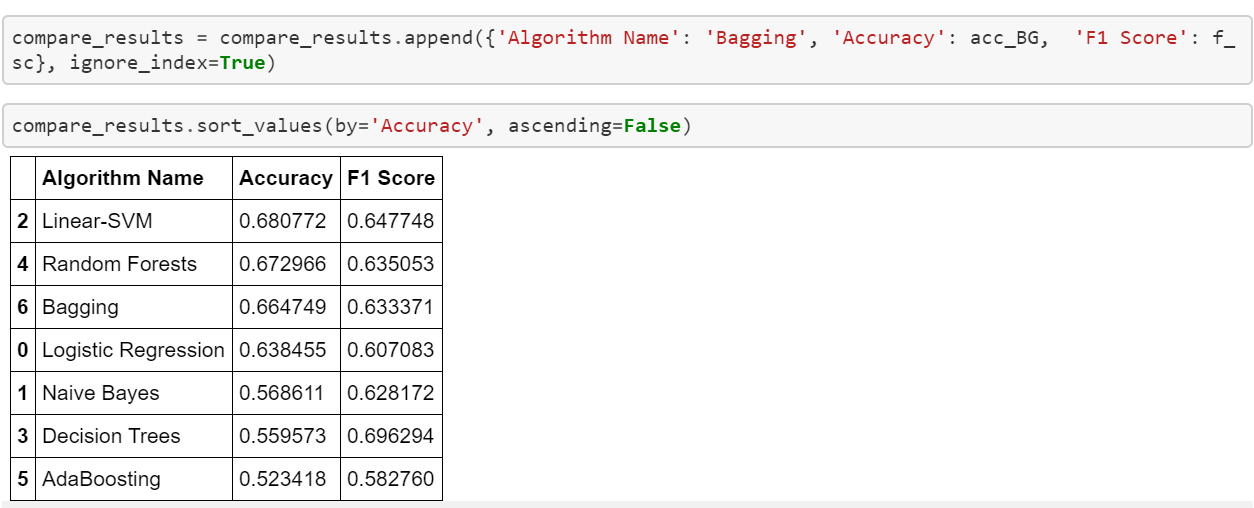 compare_results = compare_results.append({'Algorithm Name': 'Bagging', 'Accuracy': acc_BG,  'F1 Score': f_
sc}, ignore_index=True)
compare_results.sort_values(by='Accuracy', ascending=False)
Algorithm Name Accuracy F1 Score
2 Linear-SVM 0.680772 0.647748
4 Random Forests 0.672966 0.635053
6 Bagging 0.664749 0.633371
0 Logistic Regression 0.638455 0.607083
1 Naive Bayes 0.568611 0.628172
3 Decision Trees 0.559573 0.696294
5 AdaBoosting 0.523418 0.582760